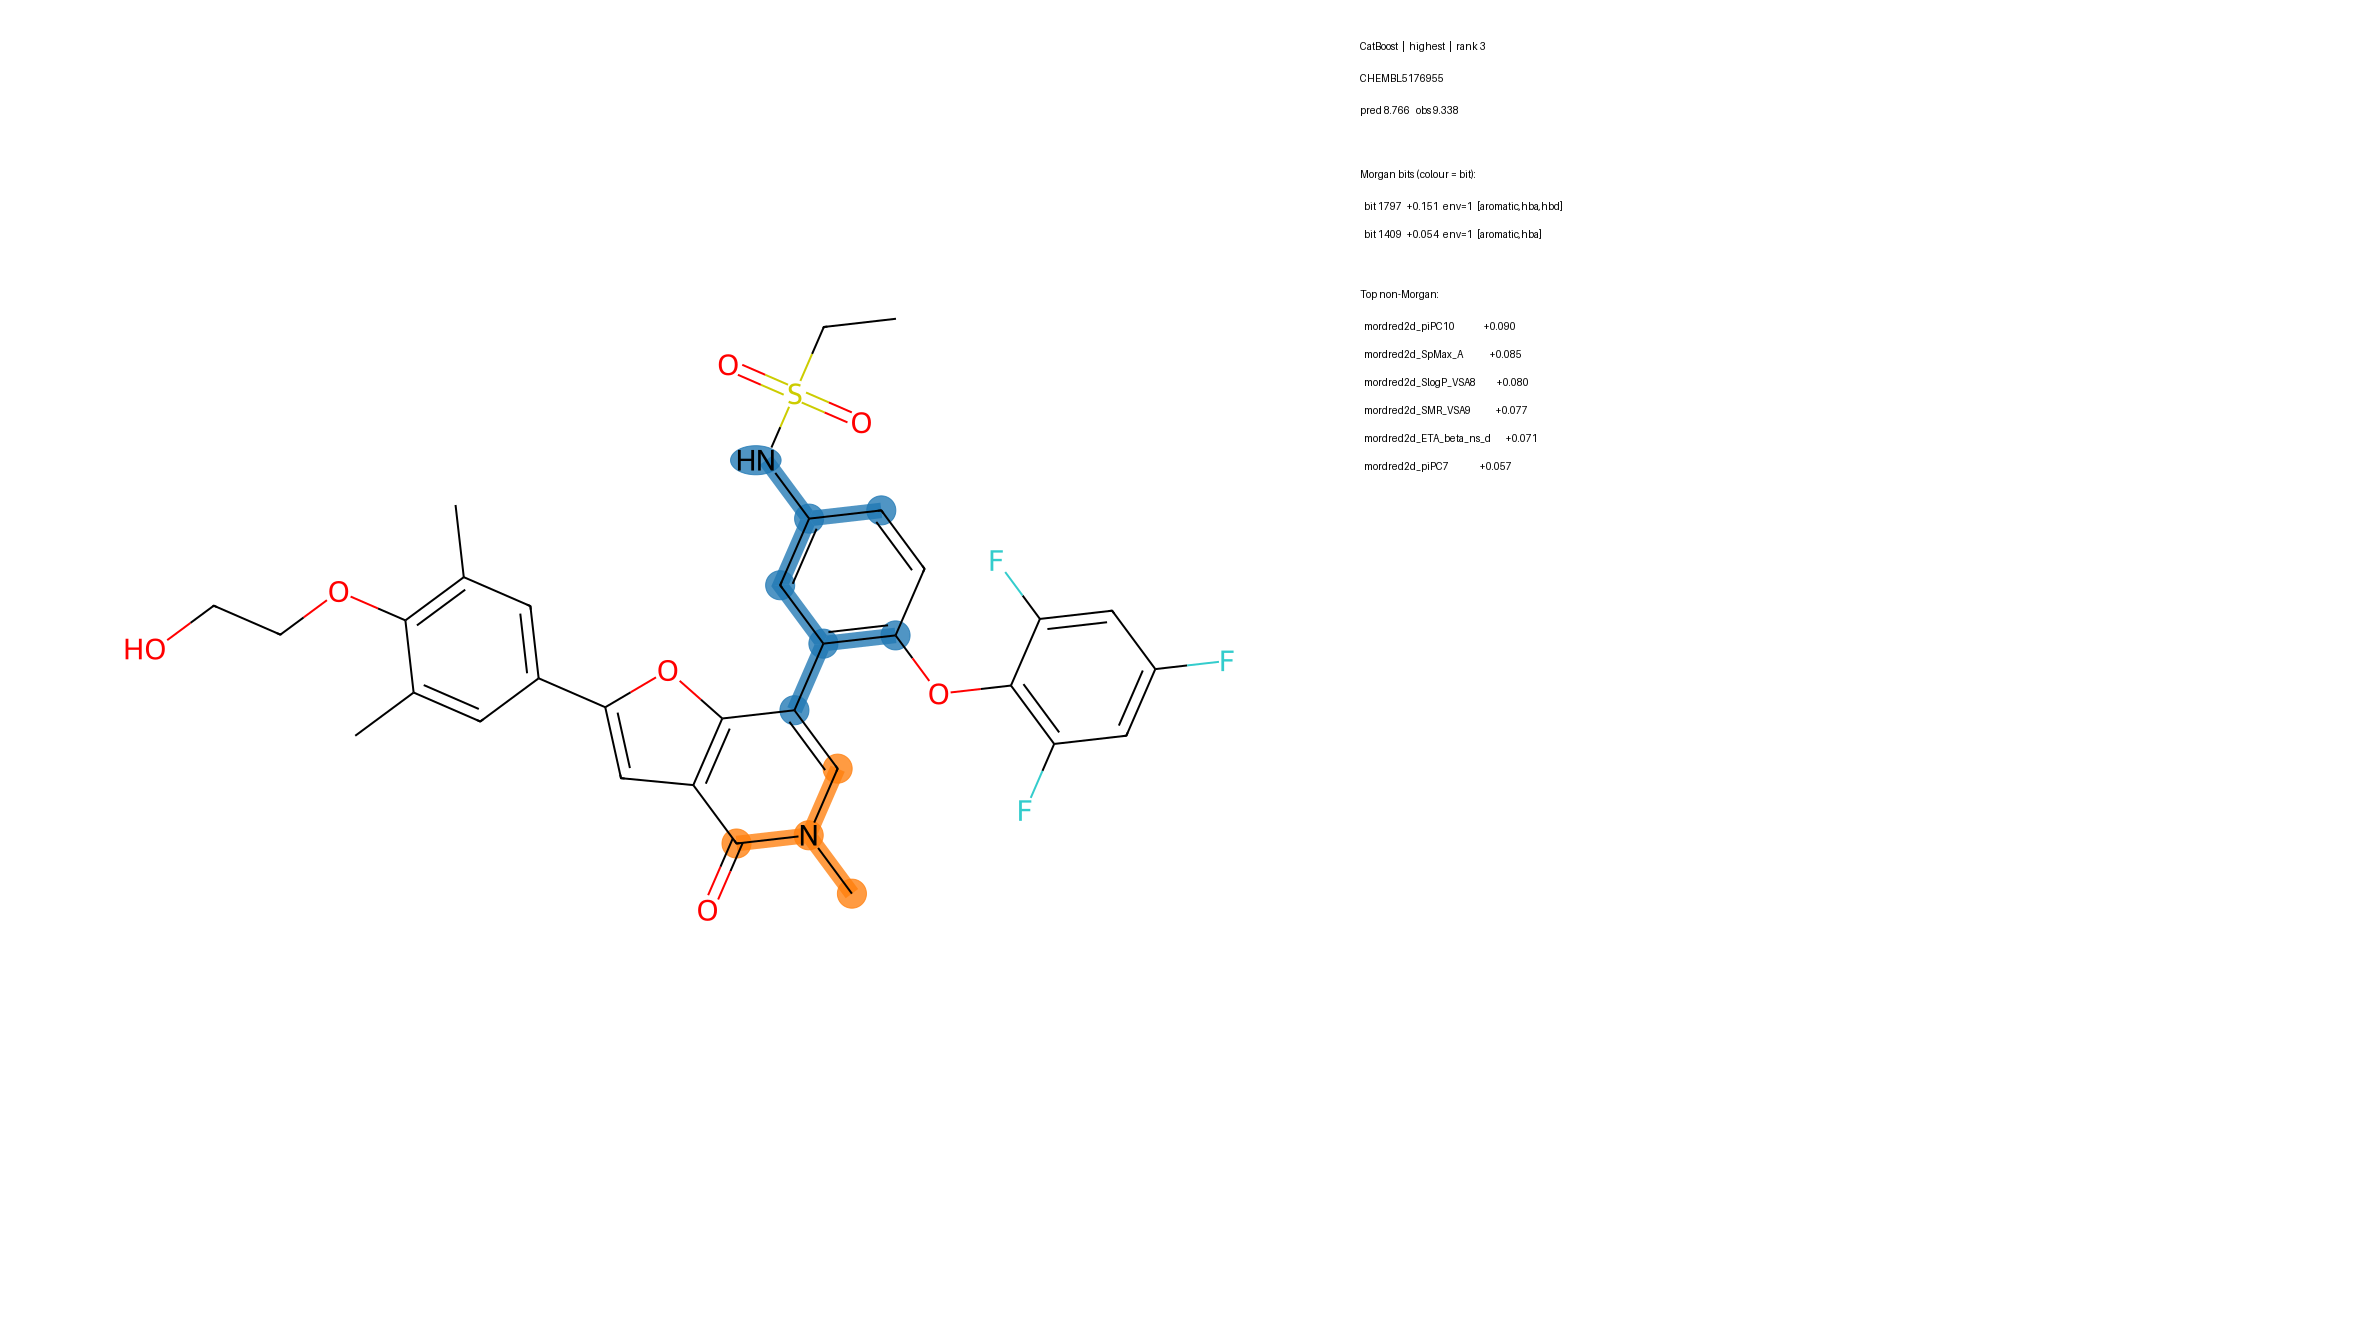 CatBoost | highest | rank 3
CHEMBL5176955
pred 8.766 obs 9.338
Morgan bits (colour = bit):
bit 1797 +0.151 env=1 [aromatic,hba,hbd]
bit 1409 +0.054 env=1 [aromatic,hba]
Top non-Morgan:
mordred2d_piPC10 +0.090
mordred2d_SpMax_A +0.085
mordred2d_SlogP_VSA8 +0.080
mordred2d_SMR_VSA9 +0.077
mordred2d_ETA_beta_ns_d +0.071
mordred2d_piPC7 +0.057
O
S
O
HN
F
O
HO
O
F
O
F
N
O